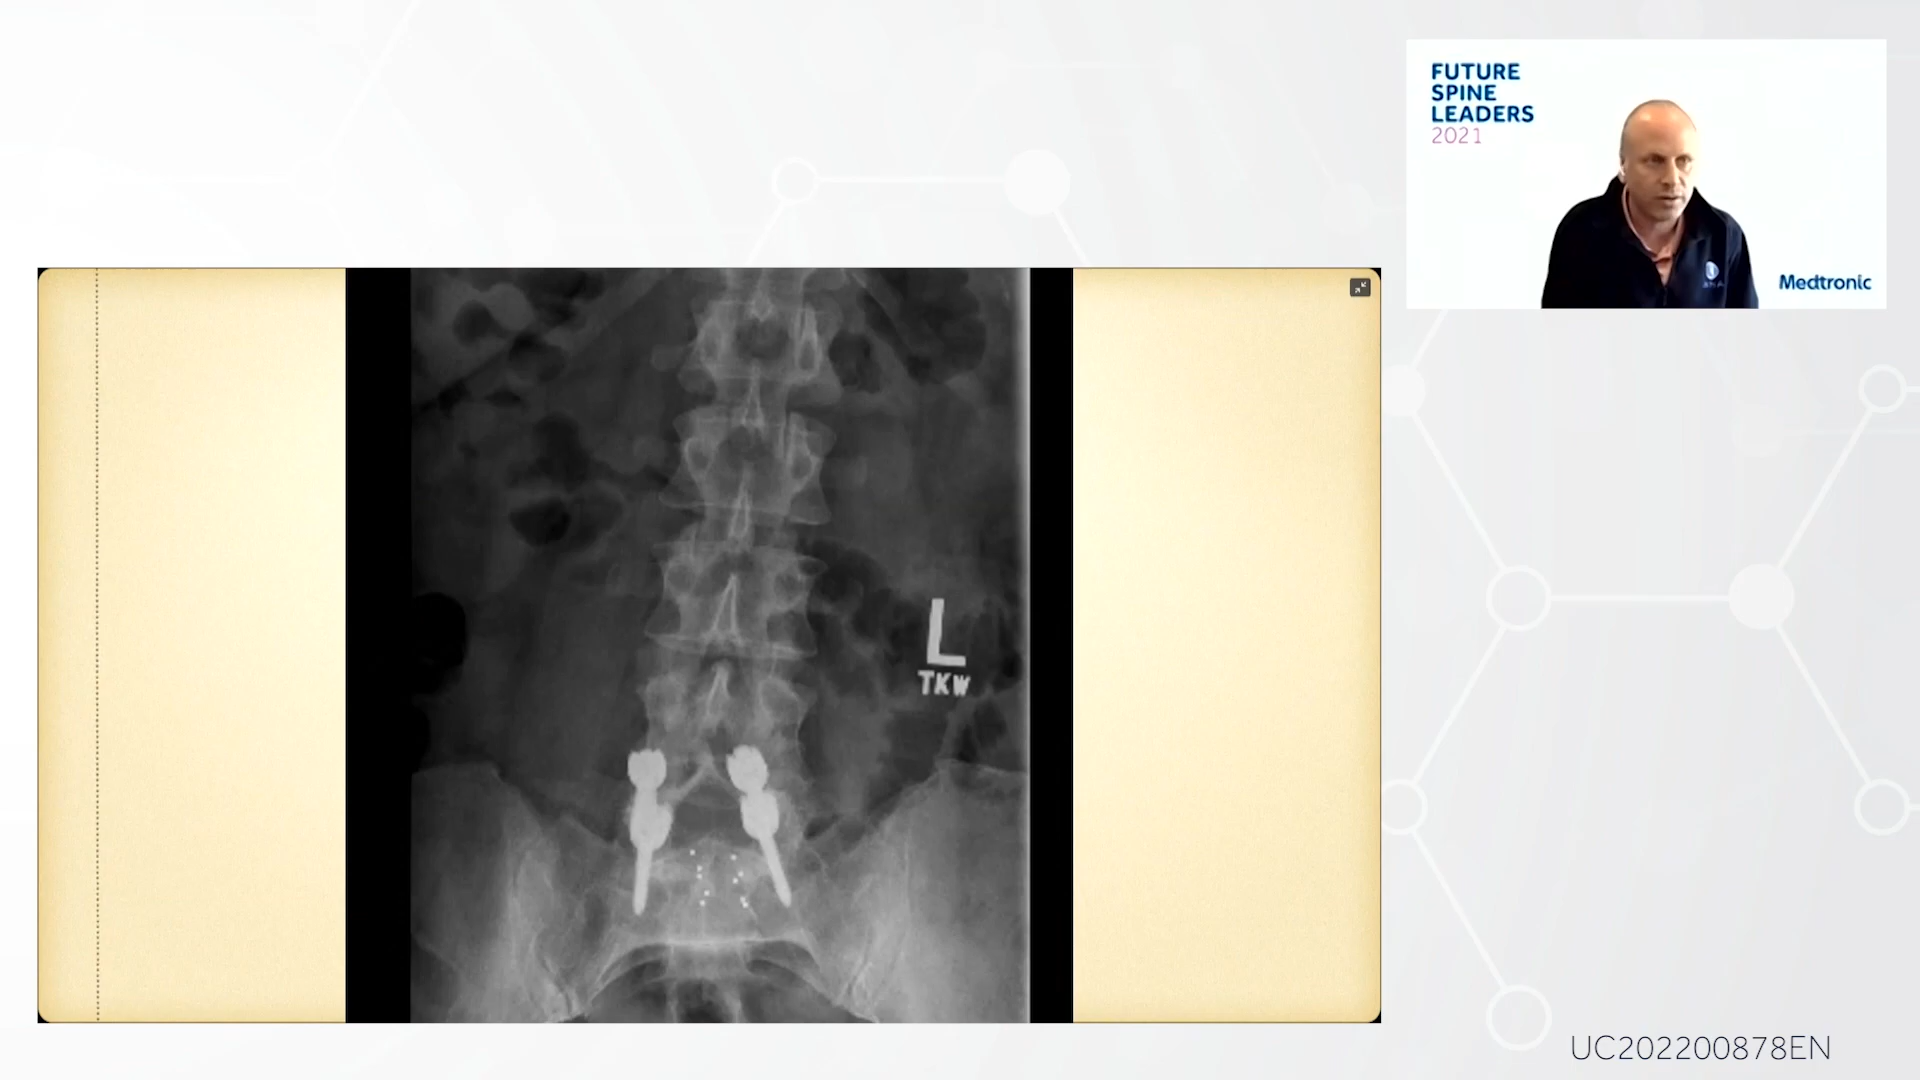 FUTURE
SPINE
LEADERS
2021
Medtronic
L
TKW
UC202200878EN